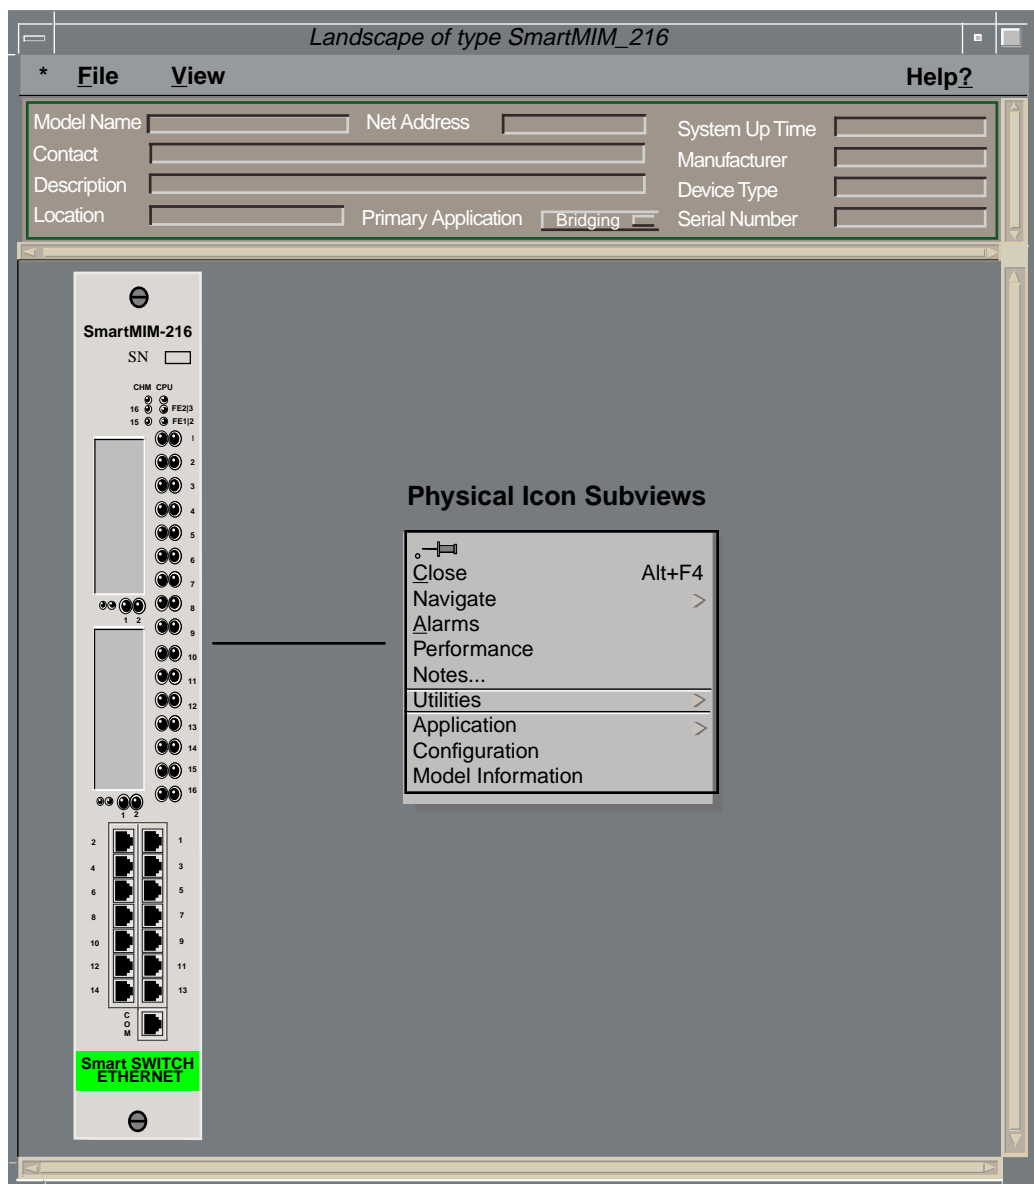 Landscape of type SmartMIM_216
* File View Help?
Model Name Net Address System Up Time
Contact Manufacturer
Description Device Type
Location Primary Application Bridging Serial Number
SmartMIM-216
SN
CHM CPU
16 FE2|3
15 FE1|2
1
2
3
4
5
6
7
8
1 2
9
10
11
12
13
14
15
16
1 2
2 1
4 3
6 5
8 7
10 9
12 11
14 13
C
O
M
Smart SWITCH
ETHERNET
Physical Icon Subviews
Close Alt+F4
Navigate
Alarms
Performance
Notes...
Utilities
Application
Configuration
Model Information